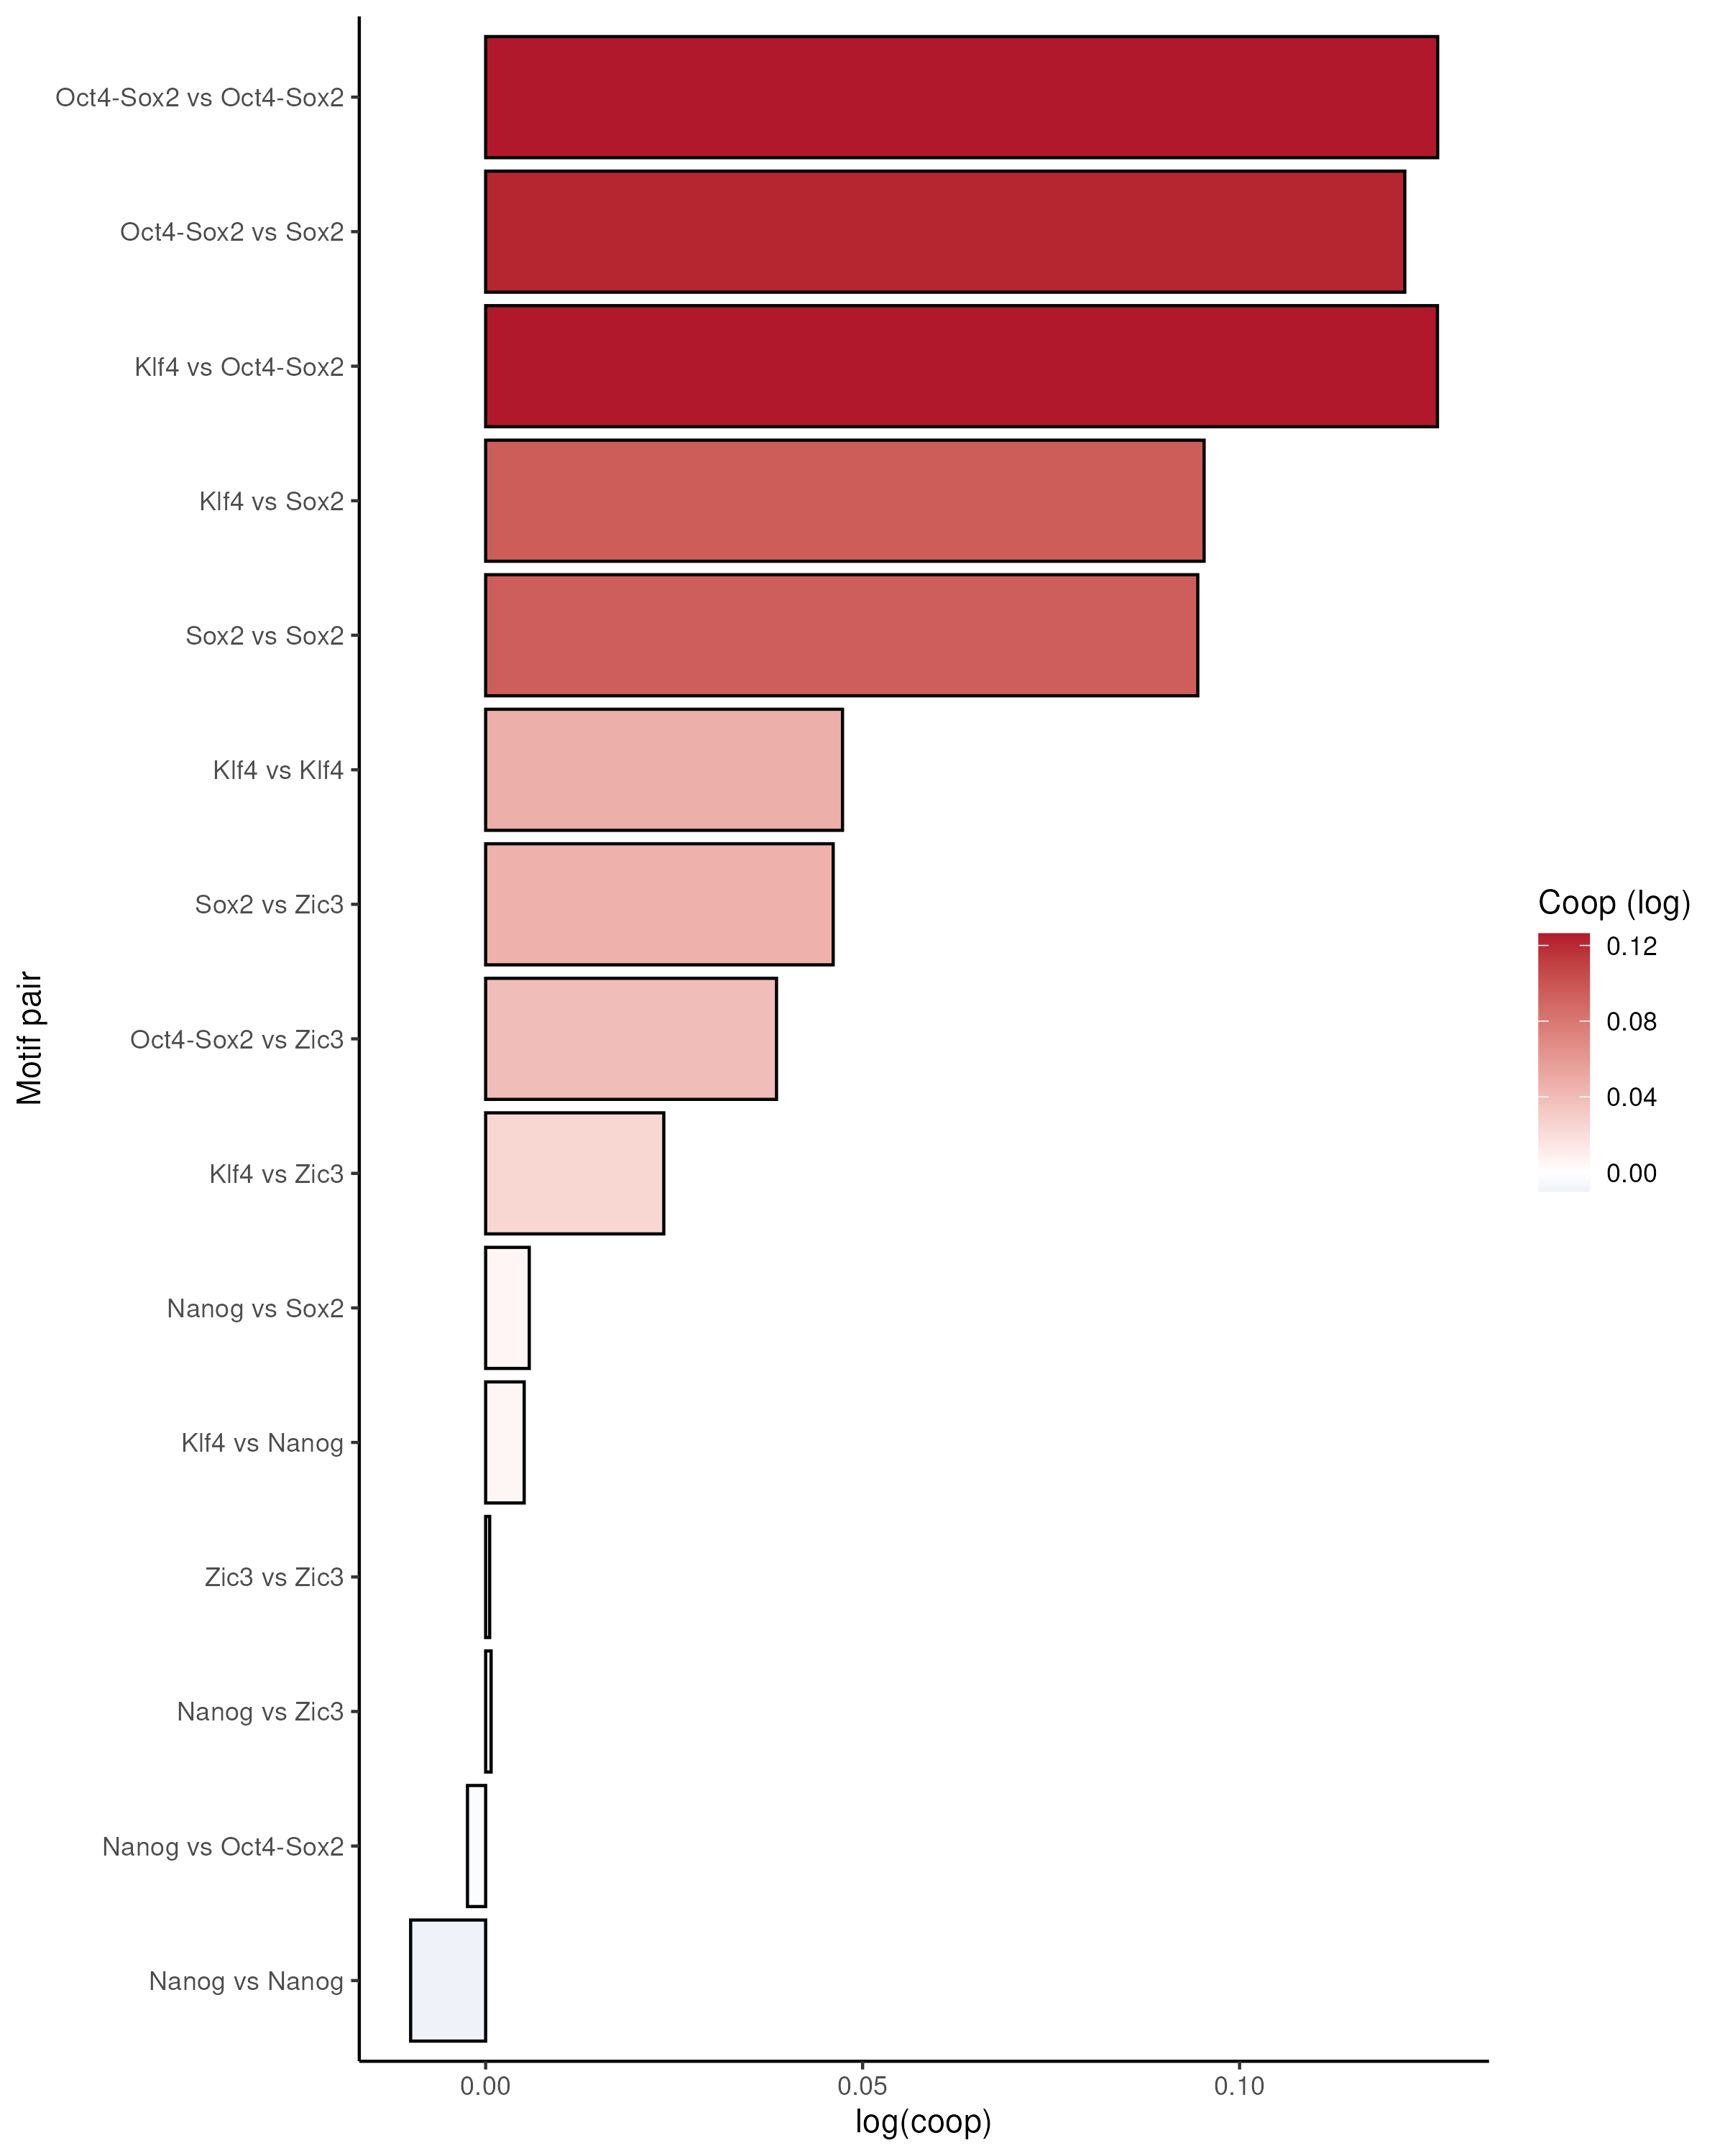 Oct4-Sox2 vs Oct4-Sox2
Oct4-Sox2 vs Sox2
Klf4 vs Oct4-Sox2
Klf4 vs Sox2
Sox2 vs Sox2
Klf4 vs Klf4
Sox2 vs Zic3
Oct4-Sox2 vs Zic3
Klf4 vs Zic3
Nanog vs Sox2
Klf4 vs Nanog
Zic3 vs Zic3
Nanog vs Zic3
Nanog vs Oct4-Sox2
Nanog vs Nanog
Motif pair
0.00
0.05
0.10
log(coop)
Coop (log)
0.12
0.08
0.04
0.00